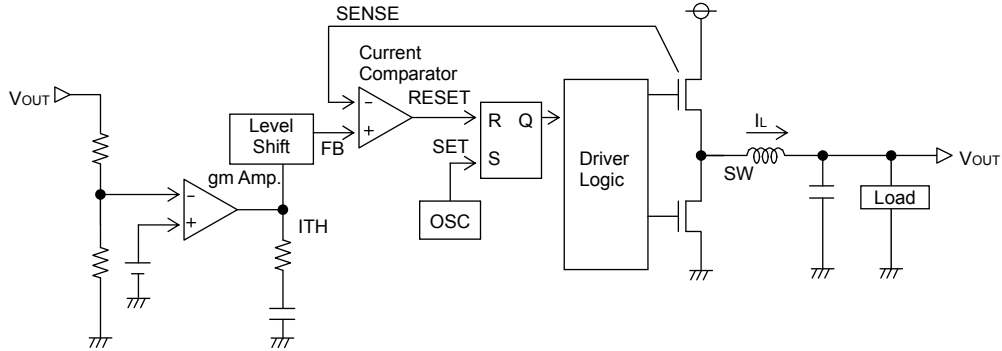 SENSE
Current
Comparator
VOUT
RESET
Level
Shift
FB
SET
R Q
S
gm Amp.
ITH
OSC
Driver
Logic
IL
SW
VOUT
Load
-
+
-
+